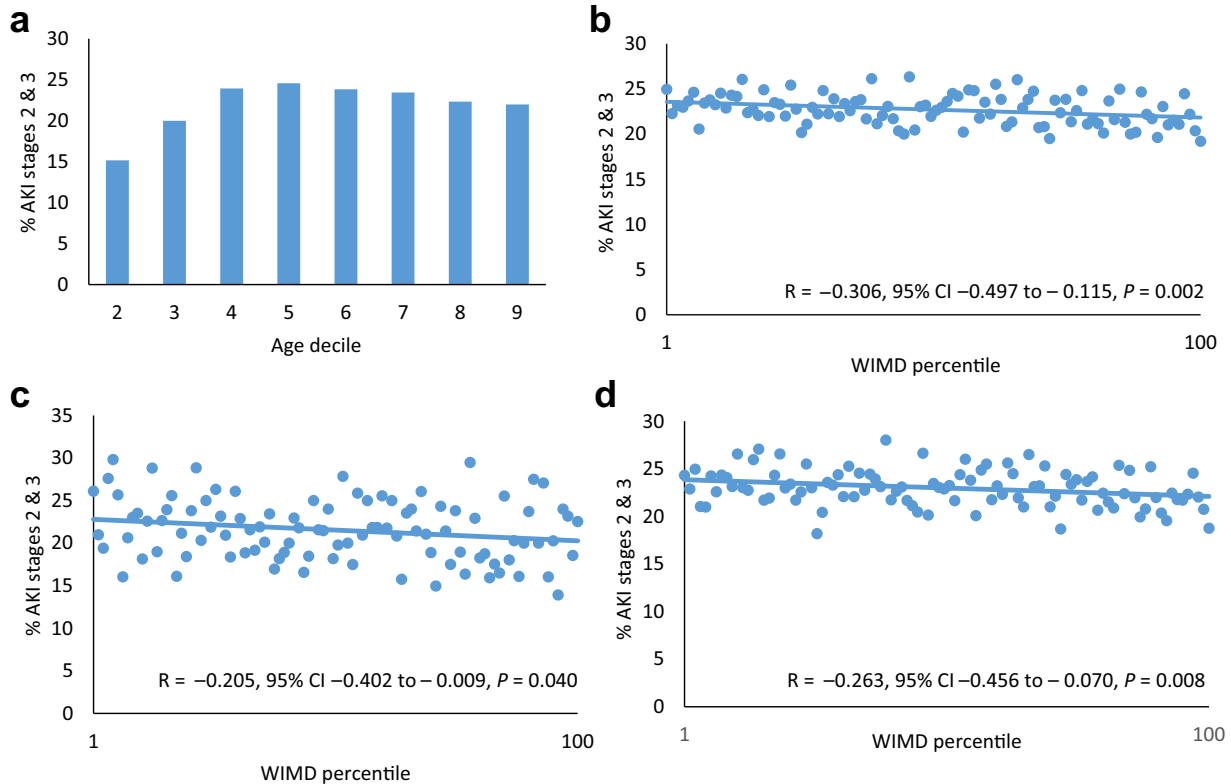 a
30
25
20
15
10
5
0
% AKI stages 2 & 3
2 3 4 5 6 7 8 9
Age decile
b
30
25
20
15
10
5
0
% AKI stages 2 & 3
R = −0.306, 95% CI −0.497 to − 0.115, P = 0.002
1 100
WIMD percentile
c
35
30
25
20
15
10
5
0
% AKI stages 2 & 3
R = −0.205, 95% CI −0.402 to − 0.009, P = 0.040
1 100
WIMD percentile
d
30
25
20
15
10
5
0
% AKI stages 2 & 3
R = −0.263, 95% CI −0.456 to − 0.070, P = 0.008
1 100
WIMD percentile